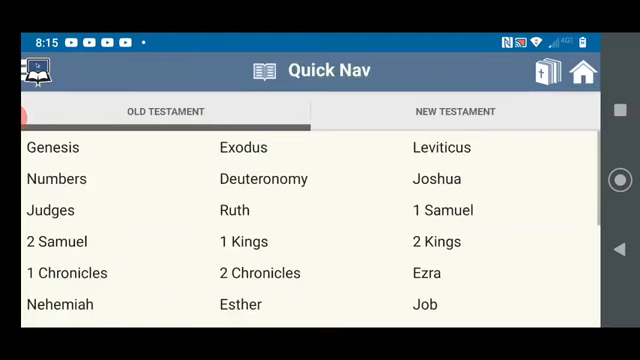 8:15
4G
Quick Nav
OLD TESTAMENT NEW TESTAMENT
Genesis Exodus Leviticus
Numbers Deuteronomy Joshua
Judges Ruth 1 Samuel
2 Samuel 1 Kings 2 Kings
1 Chronicles 2 Chronicles Ezra
Nehemiah Esther Job